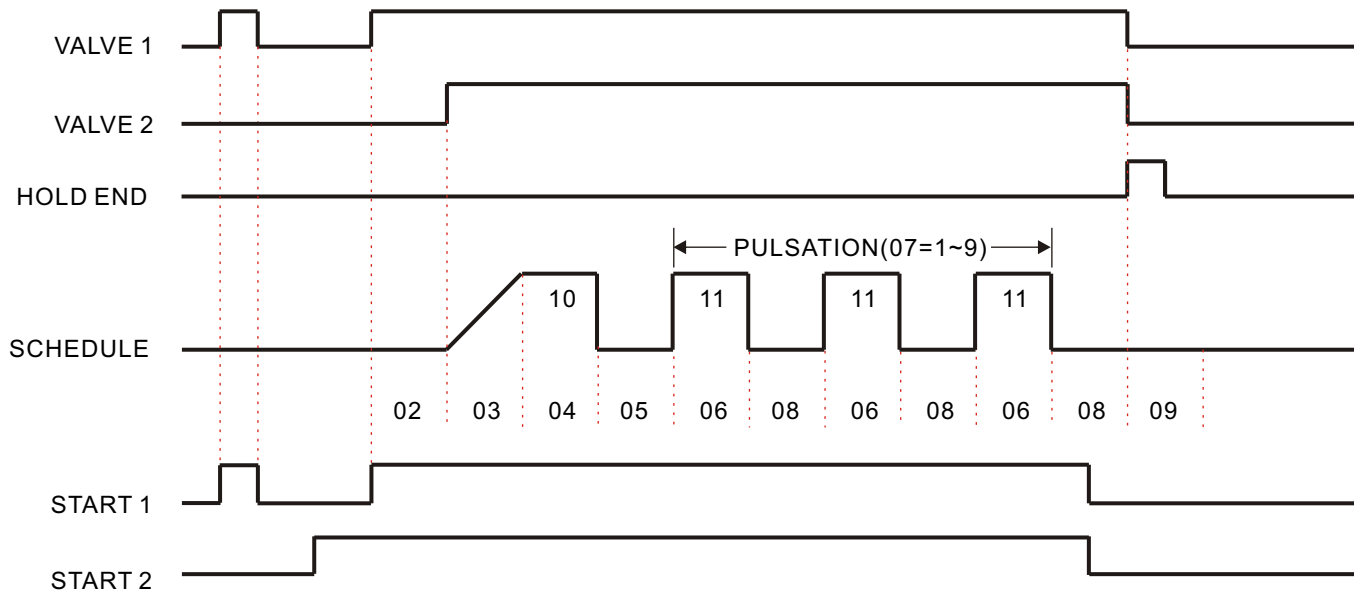 VALVE 1
VALVE 2
HOLD END
PULSATION(07=1~9)
10 11 11 11
SCHEDULE
02 03 04 05 06 08 06 08 06 08 09
START 1
START 2